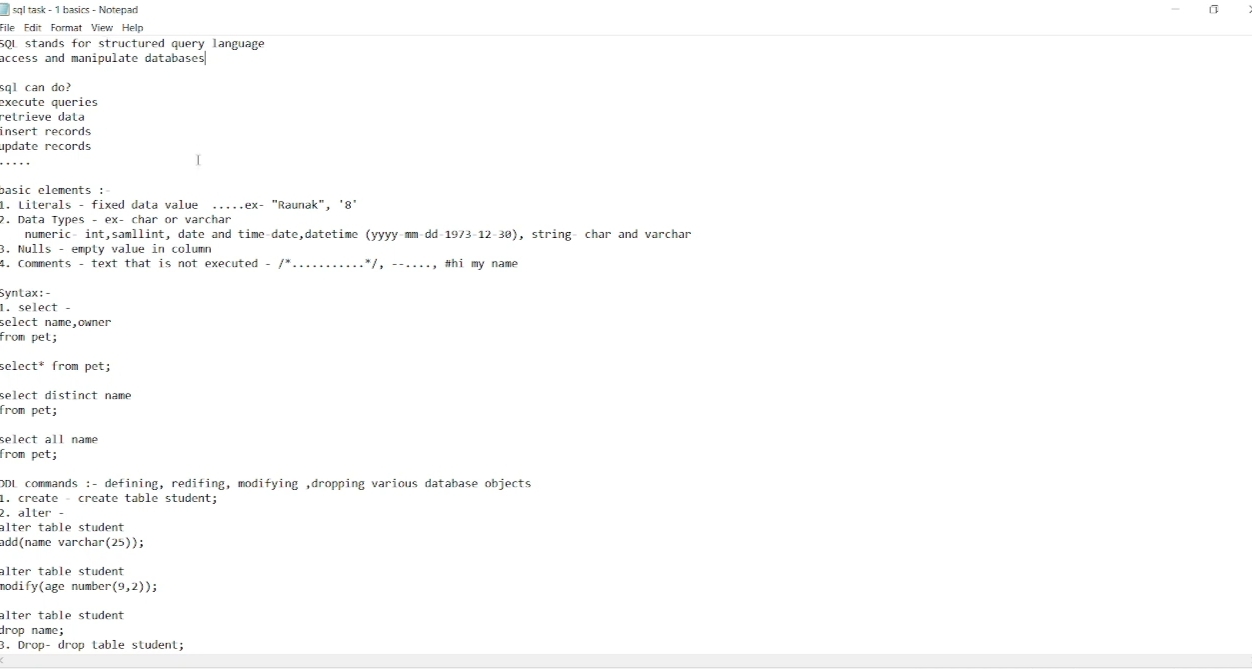 sql task - 1 basics - Notepad
File Edit Format View Help
SQL stands for structured query language
access and manipulate databases
sql can do?
execute queries
retrieve data
insert records
update records
.....
basic elements :-
1. Literals - fixed data value .....ex- "Raunak", '8'
2. Data Types - ex- char or varchar
numeric- int,samllint, date and time-date,datetime (yyyy-mm-dd-1973-12-30), string- char and varchar
3. Nulls - empty value in column
4. Comments - text that is not executed - /*...........*/, --...., #hi my name
Syntax:-
1. select -
select name,owner
from pet;
select* from pet;
select distinct name
from pet;
select all name
from pet;
DDL commands :- defining, redifing, modifying ,dropping various database objects
1. create - create table student;
2. alter -
alter table student
add(name varchar(25));
alter table student
modify(age number(9,2));
alter table student
drop name;
3. Drop- drop table student;